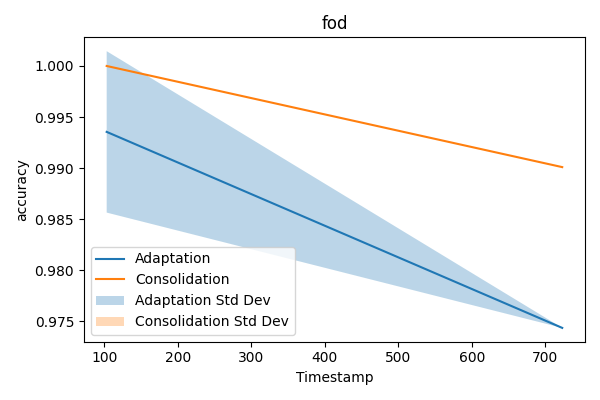 fod
accuracy
1.000
0.995
0.990
0.985
0.980
0.975
Adaptation
Consolidation
Adaptation Std Dev
Consolidation Std Dev
100 200 300 400 500 600 700
Timestamp